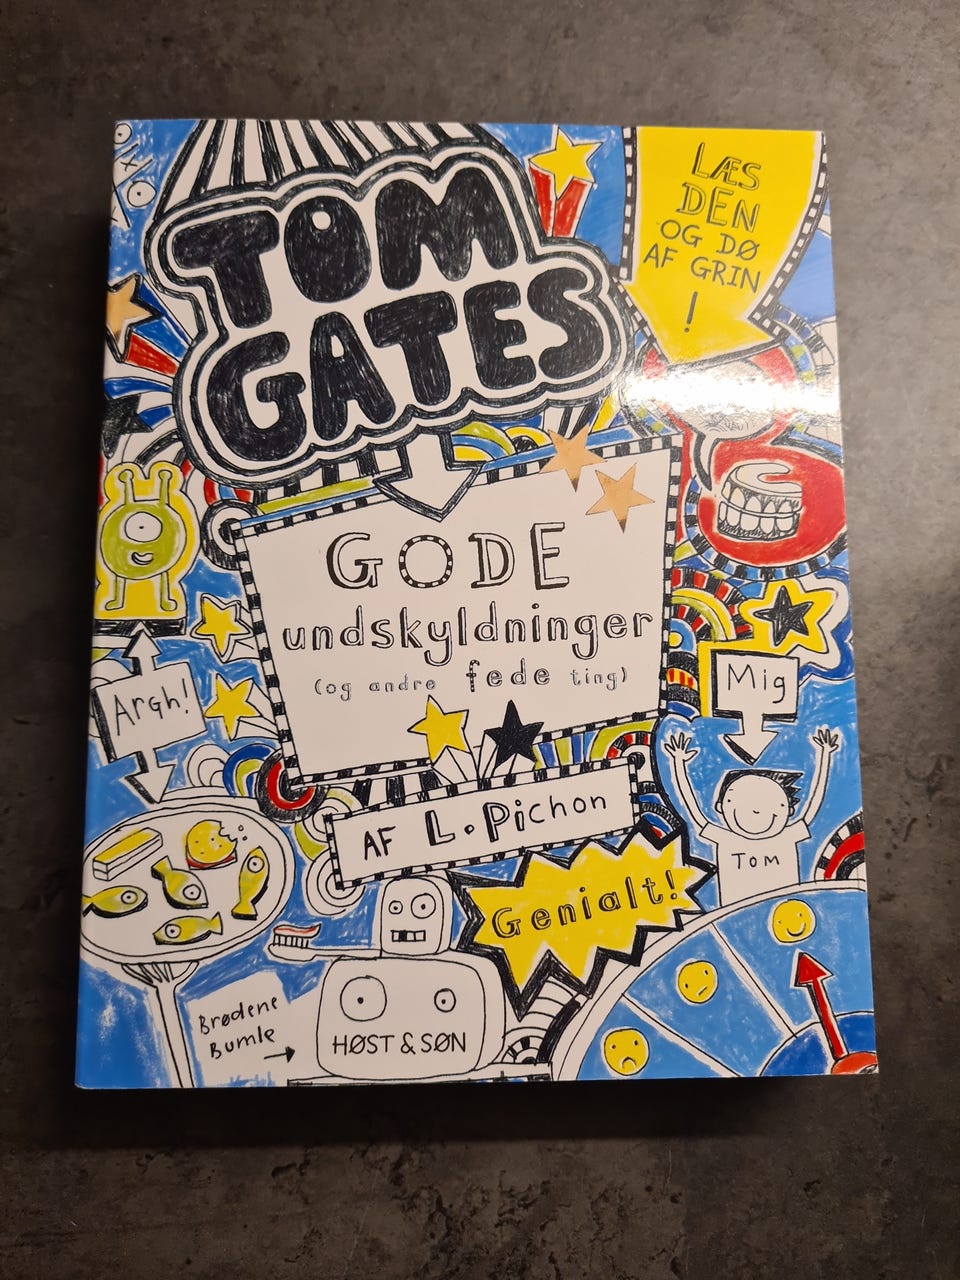 TOM
GATES
LÆS
DEN
OG DØ
AF GRIN
!
GODE
undskyldninger
(og andre fede ting)
Argh!
Mig
AF L. Pichon
TOM
Genialt!
Brødene
Bumle
HØST & SØN